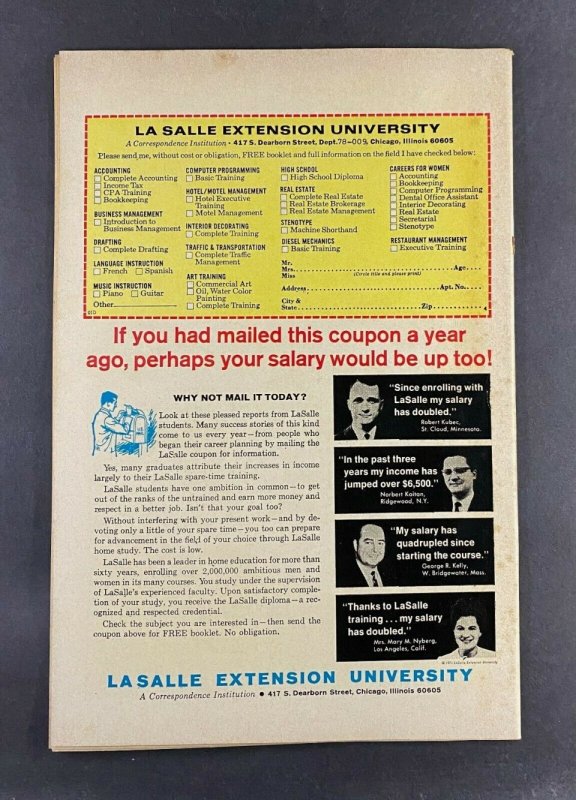 LA SALLE EXTENSION UNIVERSITY
A Correspondence Institution • 417 S. Dearborn Street, Dept. 78-009, Chicago, Illinois 60605
Please send me, without cost or obligation, FREE booklet and full information on the field I have checked below:
ACCOUNTING
Complete Accounting
Income Tax
CPA Training
Bookkeeping
BUSINESS MANAGEMENT
Introduction to
Business Management
DRAFTING
Complete Drafting
LANGUAGE INSTRUCTION
French Spanish
MUSIC INSTRUCTION
Piano Guitar
Other
COMPUTER PROGRAMMING
Basic Training
HOTEL/MOTEL MANAGEMENT
Hotel Executive
Training
Motel Management
INTERIOR DECORATING
Complete Training
TRAFFIC & TRANSPORTATION
Complete Traffic
Management
ART TRAINING
Commercial Art
Oil, Water Color
Painting
Complete Training
HIGH SCHOOL
High School Diploma
REAL ESTATE
Complete Real Estate
Real Estate Brokerage
Real Estate Management
STENOTYPE
Machine Shorthand
DIESEL MECHANICS
Basic Training
CAREERS FOR WOMEN
Accounting
Bookkeeping
Computer Programming
Dental Office Assistant
Interior Decorating
Real Estate
Secretarial
Stenotype
RESTAURANT MANAGEMENT
Executive Training
Mr.
Mrs. Age
Miss (Circle title and please print)
Address Apt. No.
City &
State Zip 4
If you had mailed this coupon a year
ago, perhaps your salary would be up too!
WHY NOT MAIL IT TODAY?
Look at these pleased reports from LaSalle
students. Many success stories of this kind
come to us every year—from people who
began their career planning by mailing the
LaSalle coupon for information.
Yes, many graduates attribute their increases in income
largely to their LaSalle spare-time training.
LaSalle students have one ambition in common—to get
out of the ranks of the untrained and earn more money and
respect in a better job. Isn't that your goal too?
Without interfering with your present work—and by de-
voting only a little of your spare time—you too can prepare
for advancement in the field of your choice through LaSalle
home study. The cost is low.
LaSalle has been a leader in home education for more than
sixty years, enrolling over 2,000,000 ambitious men and
women in its many courses. You study under the supervision
of LaSalle's experienced faculty. Upon satisfactory comple-
tion of your study, you receive the LaSalle diploma—a rec-
ognized and respected credential.
Check the subject you are interested in—then send the
coupon above for FREE booklet. No obligation.
"Since enrolling with
LaSalle my salary
has doubled."
Robert Kubec,
St. Cloud, Minnesota.
"In the past three
years my income has
jumped over $6,500."
Norbert Kaitan,
Ridgewood, N.Y.
"My salary has
quadrupled since
starting the course."
George R. Kelly,
W. Bridgewater, Mass.
"Thanks to LaSalle
training . . . my salary
has doubled."
Mrs. Mary M. Nyberg,
Los Angeles, Calif.
LASALLE EXTENSION UNIVERSITY
A Correspondence Institution • 417 S. Dearborn Street, Chicago, Illinois 60605